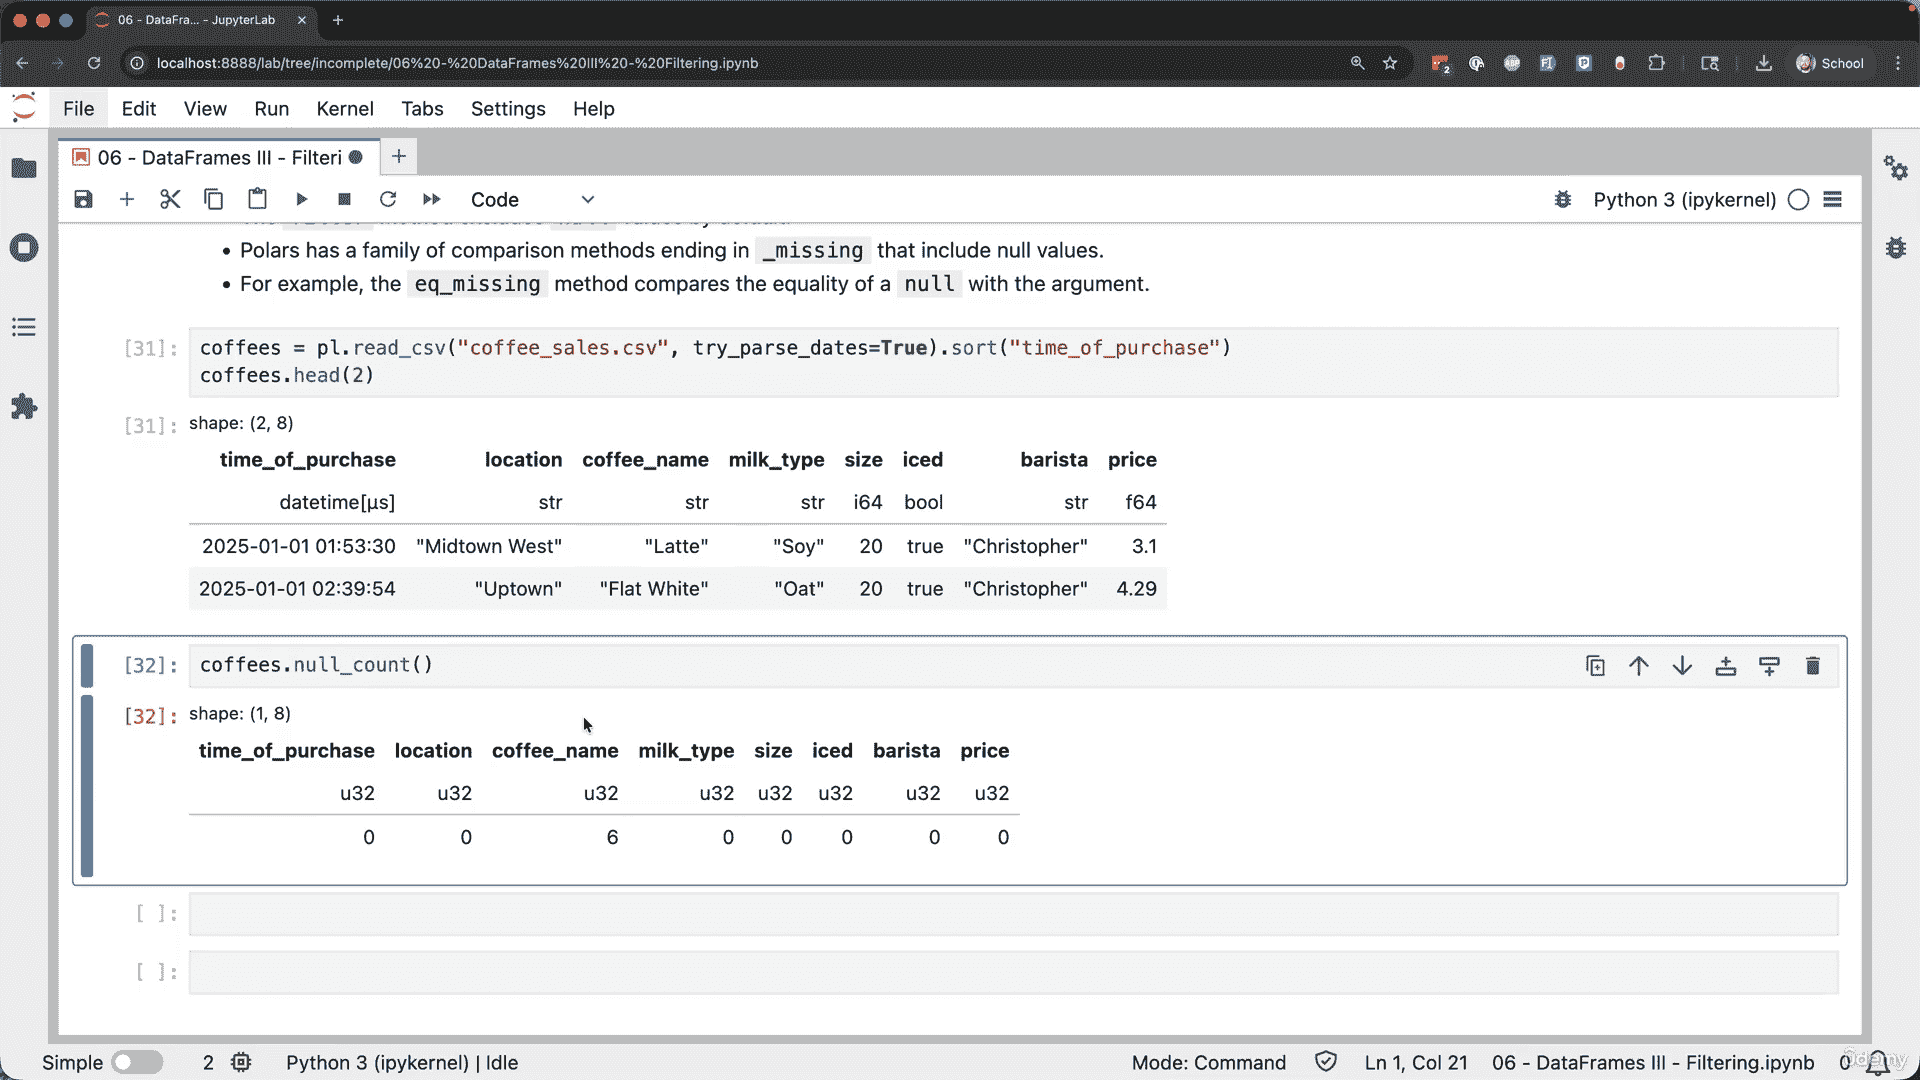 06 - DataFra... - JupyterLab
localhost:8888/lab/tree/incomplete/06%20-%20DataFrames%20III%20-%20Filtering.ipynb
2
School
File Edit View Run Kernel Tabs Settings Help
06 - DataFrames III - Filteri
Code
Python 3 (ipykernel)
Polars has a family of comparison methods ending in _missing that include null values.
For example, the eq_missing method compares the equality of a null with the argument.
[31]: coffees = pl.read_csv("coffee_sales.csv", try_parse_dates=True).sort("time_of_purchase")
coffees.head(2)
[31]: shape: (2, 8)
time_of_purchase location coffee_name milk_type size iced barista price
datetime[μs] str str str i64 bool str f64
2025-01-01 01:53:30 "Midtown West" "Latte" "Soy" 20 true "Christopher" 3.1
2025-01-01 02:39:54 "Uptown" "Flat White" "Oat" 20 true "Christopher" 4.29
[32]: coffees.null_count()
[32]: shape: (1, 8)
time_of_purchase location coffee_name milk_type size iced barista price
u32 u32 u32 u32 u32 u32 u32 u32
0 0 6 0 0 0 0 0
[ ]:
[ ]:
Simple 2 Python 3 (ipykernel) | Idle Mode: Command Ln 1, Col 21 06 - DataFrames III - Filtering.ipynb 0